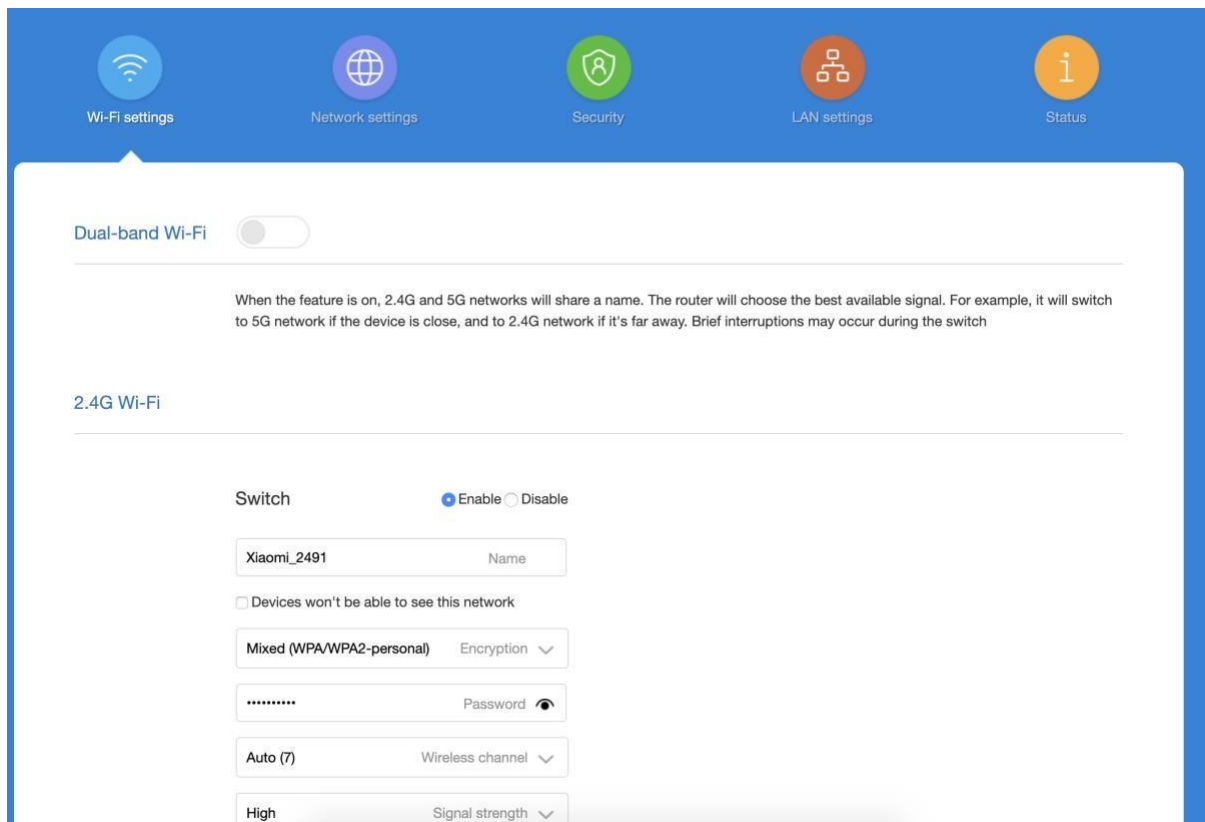 Wi-Fi settings
Network settings
Security
LAN settings
Status
Dual-band Wi-Fi
When the feature is on, 2.4G and 5G networks will share a name. The router will choose the best available signal. For example, it will switch
to 5G network if the device is close, and to 2.4G network if it's far away. Brief interruptions may occur during the switch
2.4G Wi-Fi
Switch Enable Disable
Xiaomi_2491 Name
Devices won't be able to see this network
Mixed (WPA/WPA2-personal) Encryption
•••••••••• Password
Auto (7) Wireless channel
High Signal strength